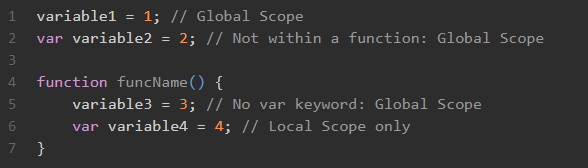 1 variable1 = 1; // Global Scope
2 var variable2 = 2; // Not within a function: Global Scope
3
4 function funcName() {
5     variable3 = 3; // No var keyword: Global Scope
6     var variable4 = 4; // Local Scope only
7 }